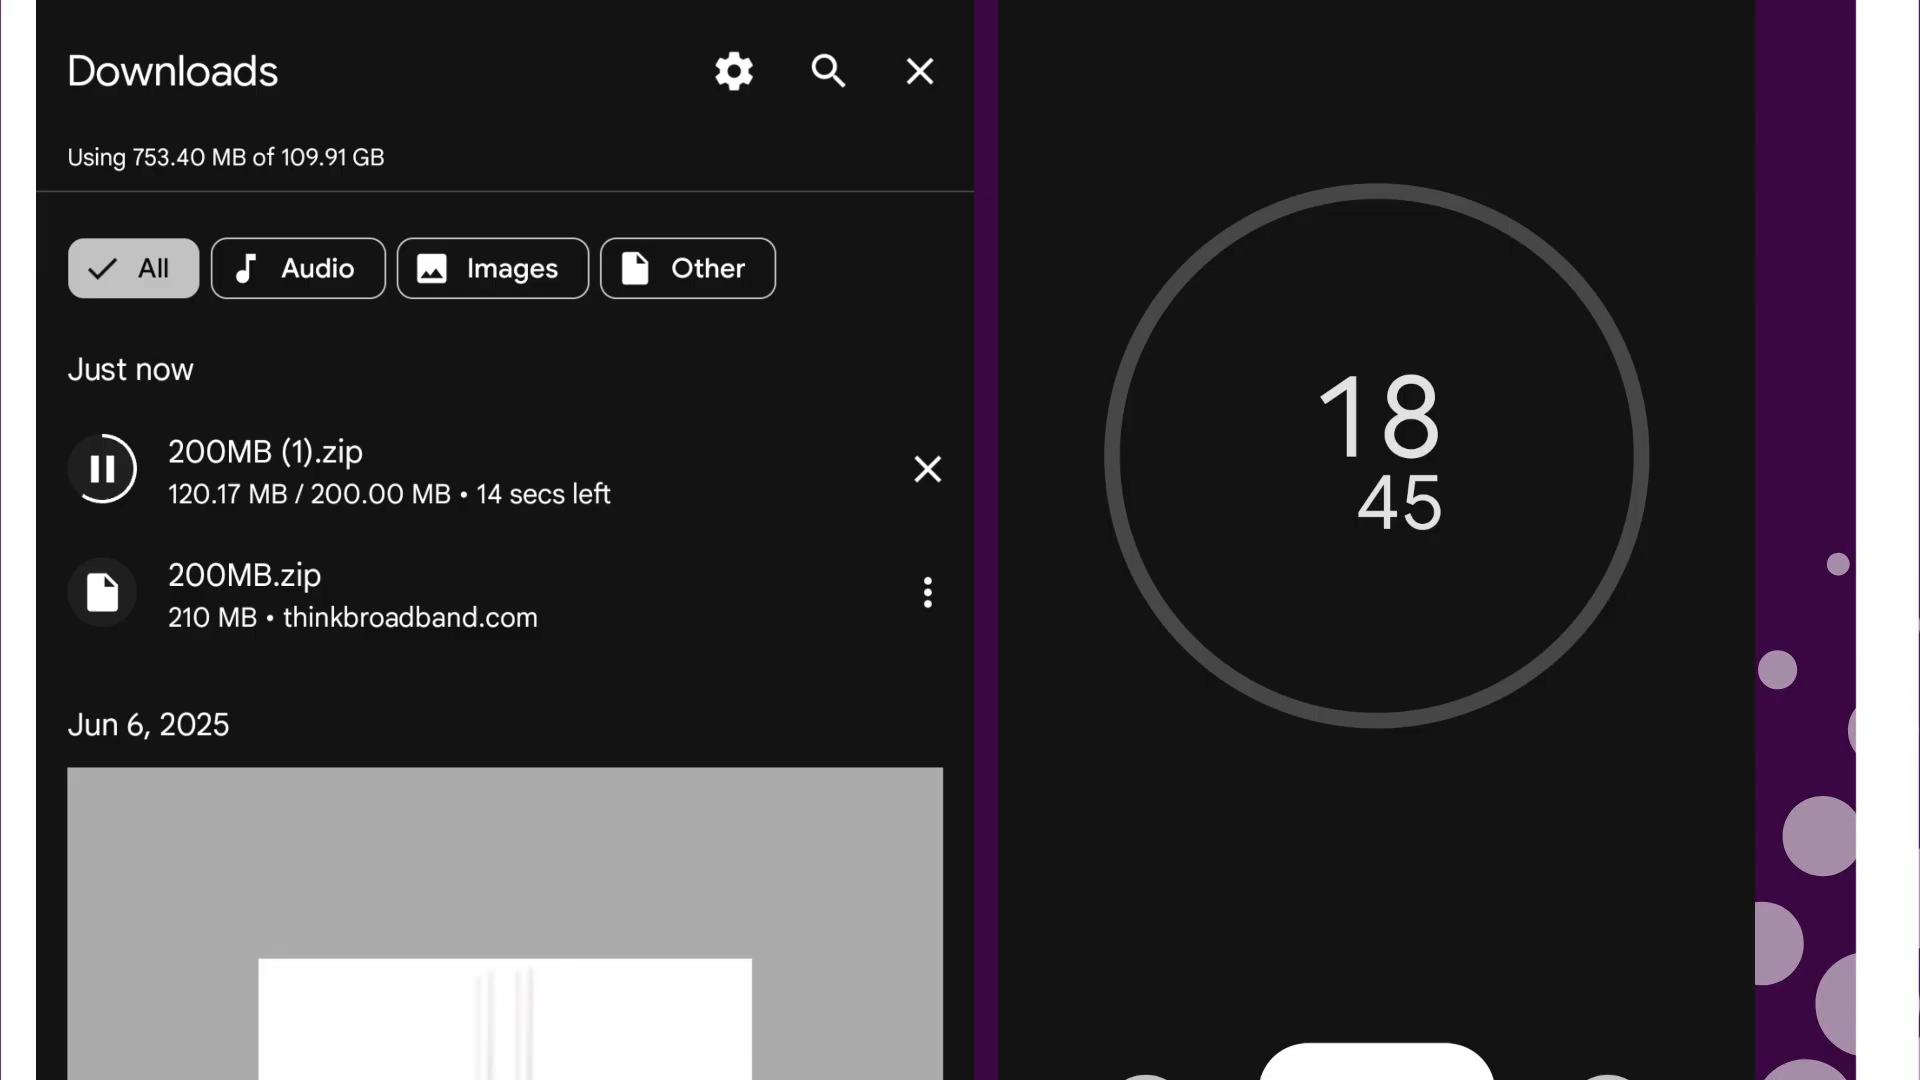 Downloads
Using 753.40 MB of 109.91 GB
All
Audio
Images
Other
Just now
200MB (1).zip
120.17 MB / 200.00 MB • 14 secs left
200MB.zip
210 MB • thinkbroadband.com
Jun 6, 2025
18
45